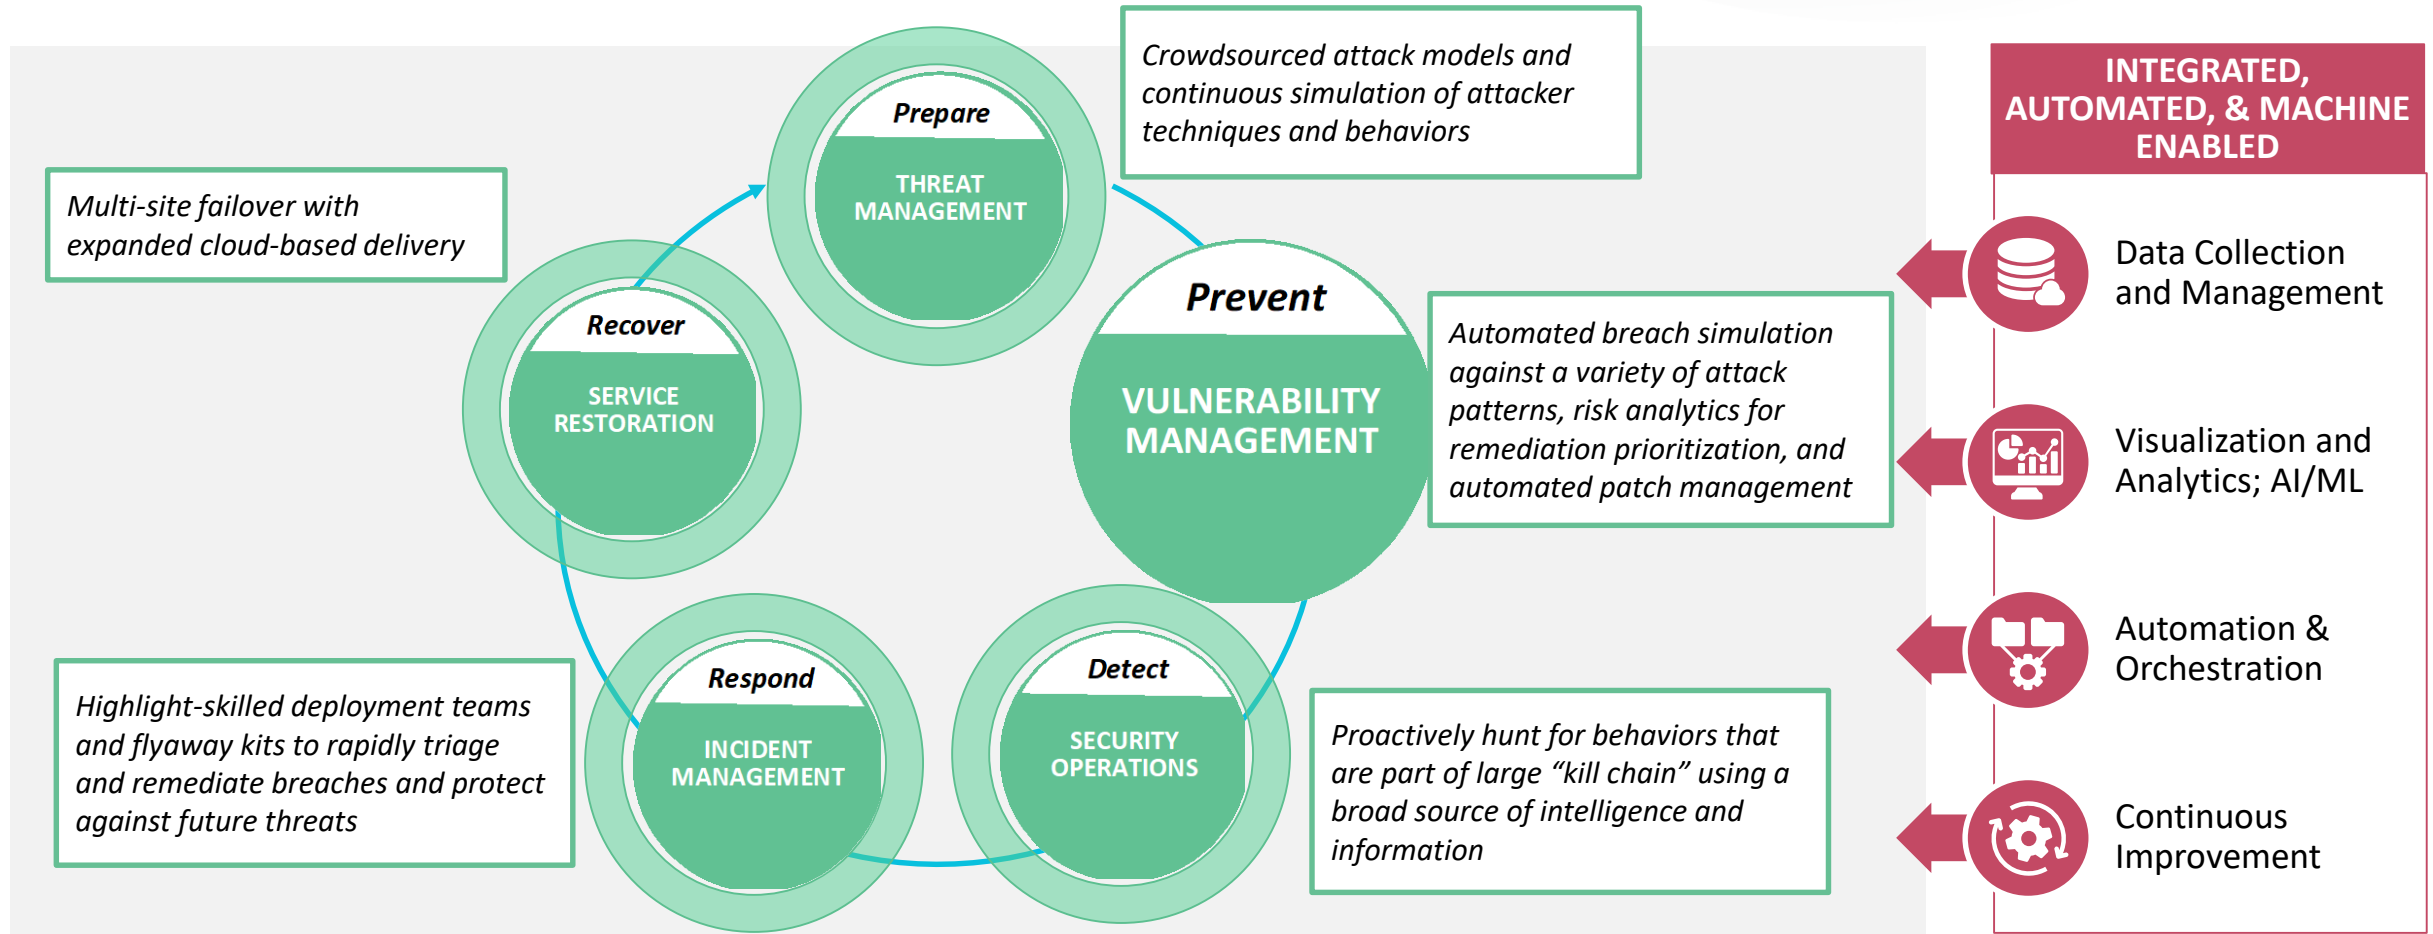 Prepare
THREAT
MANAGEMENT
Crowdsourced attack models and
continuous simulation of attacker
techniques and behaviors
Prevent
VULNERABILITY
MANAGEMENT
Automated breach simulation
against a variety of attack
patterns, risk analytics for
remediation prioritization, and
automated patch management
Detect
SECURITY
OPERATIONS
Proactively hunt for behaviors that
are part of large “kill chain” using a
broad source of intelligence and
information
Respond
INCIDENT
MANAGEMENT
Highlight-skilled deployment teams
and flyaway kits to rapidly triage
and remediate breaches and protect
against future threats
Recover
SERVICE
RESTORATION
Multi-site failover with
expanded cloud-based delivery
INTEGRATED,
AUTOMATED, & MACHINE
ENABLED
Data Collection
and Management
Visualization and
Analytics; AI/ML
Automation &
Orchestration
Continuous
Improvement